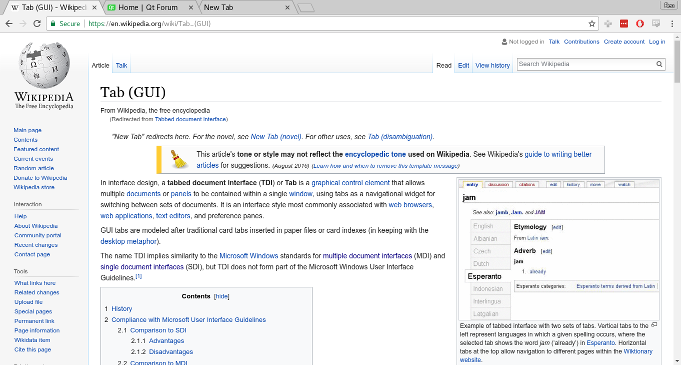 Tab (GUI) - Wikiped
Home | Qt Forum
New Tab
Secure
https://en.wikipedia.org/wiki/Tab_(GUI)
Not logged in Talk Contributions Create account Log in
Article Talk
Read Edit View history
Search Wikipedia
WIKIPEDIA
The Free Encyclopedia
Main page
Contents
Featured content
Current events
Random article
Donate to Wikipedia
Wikipedia store
Interaction
Help
About Wikipedia
Community portal
Recent changes
Contact page
Tools
What links here
Related changes
Upload file
Special pages
Permanent link
Page information
Wikidata item
Cite this page
Tab (GUI)
From Wikipedia, the free encyclopedia
(Redirected from Tabbed document interface)
"New Tab" redirects here. For the novel, see New Tab (novel). For other uses, see Tab (disambiguation).
This article's tone or style may not reflect the encyclopedic tone used on Wikipedia. See Wikipedia's guide to writing better
articles for suggestions. (August 2016) (Learn how and when to remove this template message)
In interface design, a tabbed document interface (TDI) or Tab is a graphical control element that allows
multiple documents or panels to be contained within a single window, using tabs as a navigational widget for
switching between sets of documents. It is an interface style most commonly associated with web browsers,
web applications, text editors, and preference panes.
GUI tabs are modeled after traditional card tabs inserted in paper files or card indexes (in keeping with the
desktop metaphor).
The name TDI implies similarity to the Microsoft Windows standards for multiple document interfaces (MDI) and
single document interfaces (SDI), but TDI does not form part of the Microsoft Windows User Interface
Guidelines.[1]
Contents [hide]
1 History
2 Compliance with Microsoft User Interface Guidelines
2.1 Comparison to SDI
2.1.1 Advantages
2.1.2 Disadvantages
2.2 Comparison to MDI
entry discussion citations edit history move watch
jam
See also: jamb, Jam, and JAM
English
Albanian
Czech
Dutch
Esperanto
Indonesian
Interlingue
Latgalian
Etymology [edit]
From Latin iam.
Adverb [edit]
jam
1. already
Esperanto categories: Esperanto terms derived from Latin
Example of tabbed interface with two sets of tabs. Vertical tabs to the
left represent languages in which a given spelling occurs, where the
selected tab shows the word jam ('already') in Esperanto. Horizontal
tabs at the top allow navigation to different pages within the Wiktionary
website.